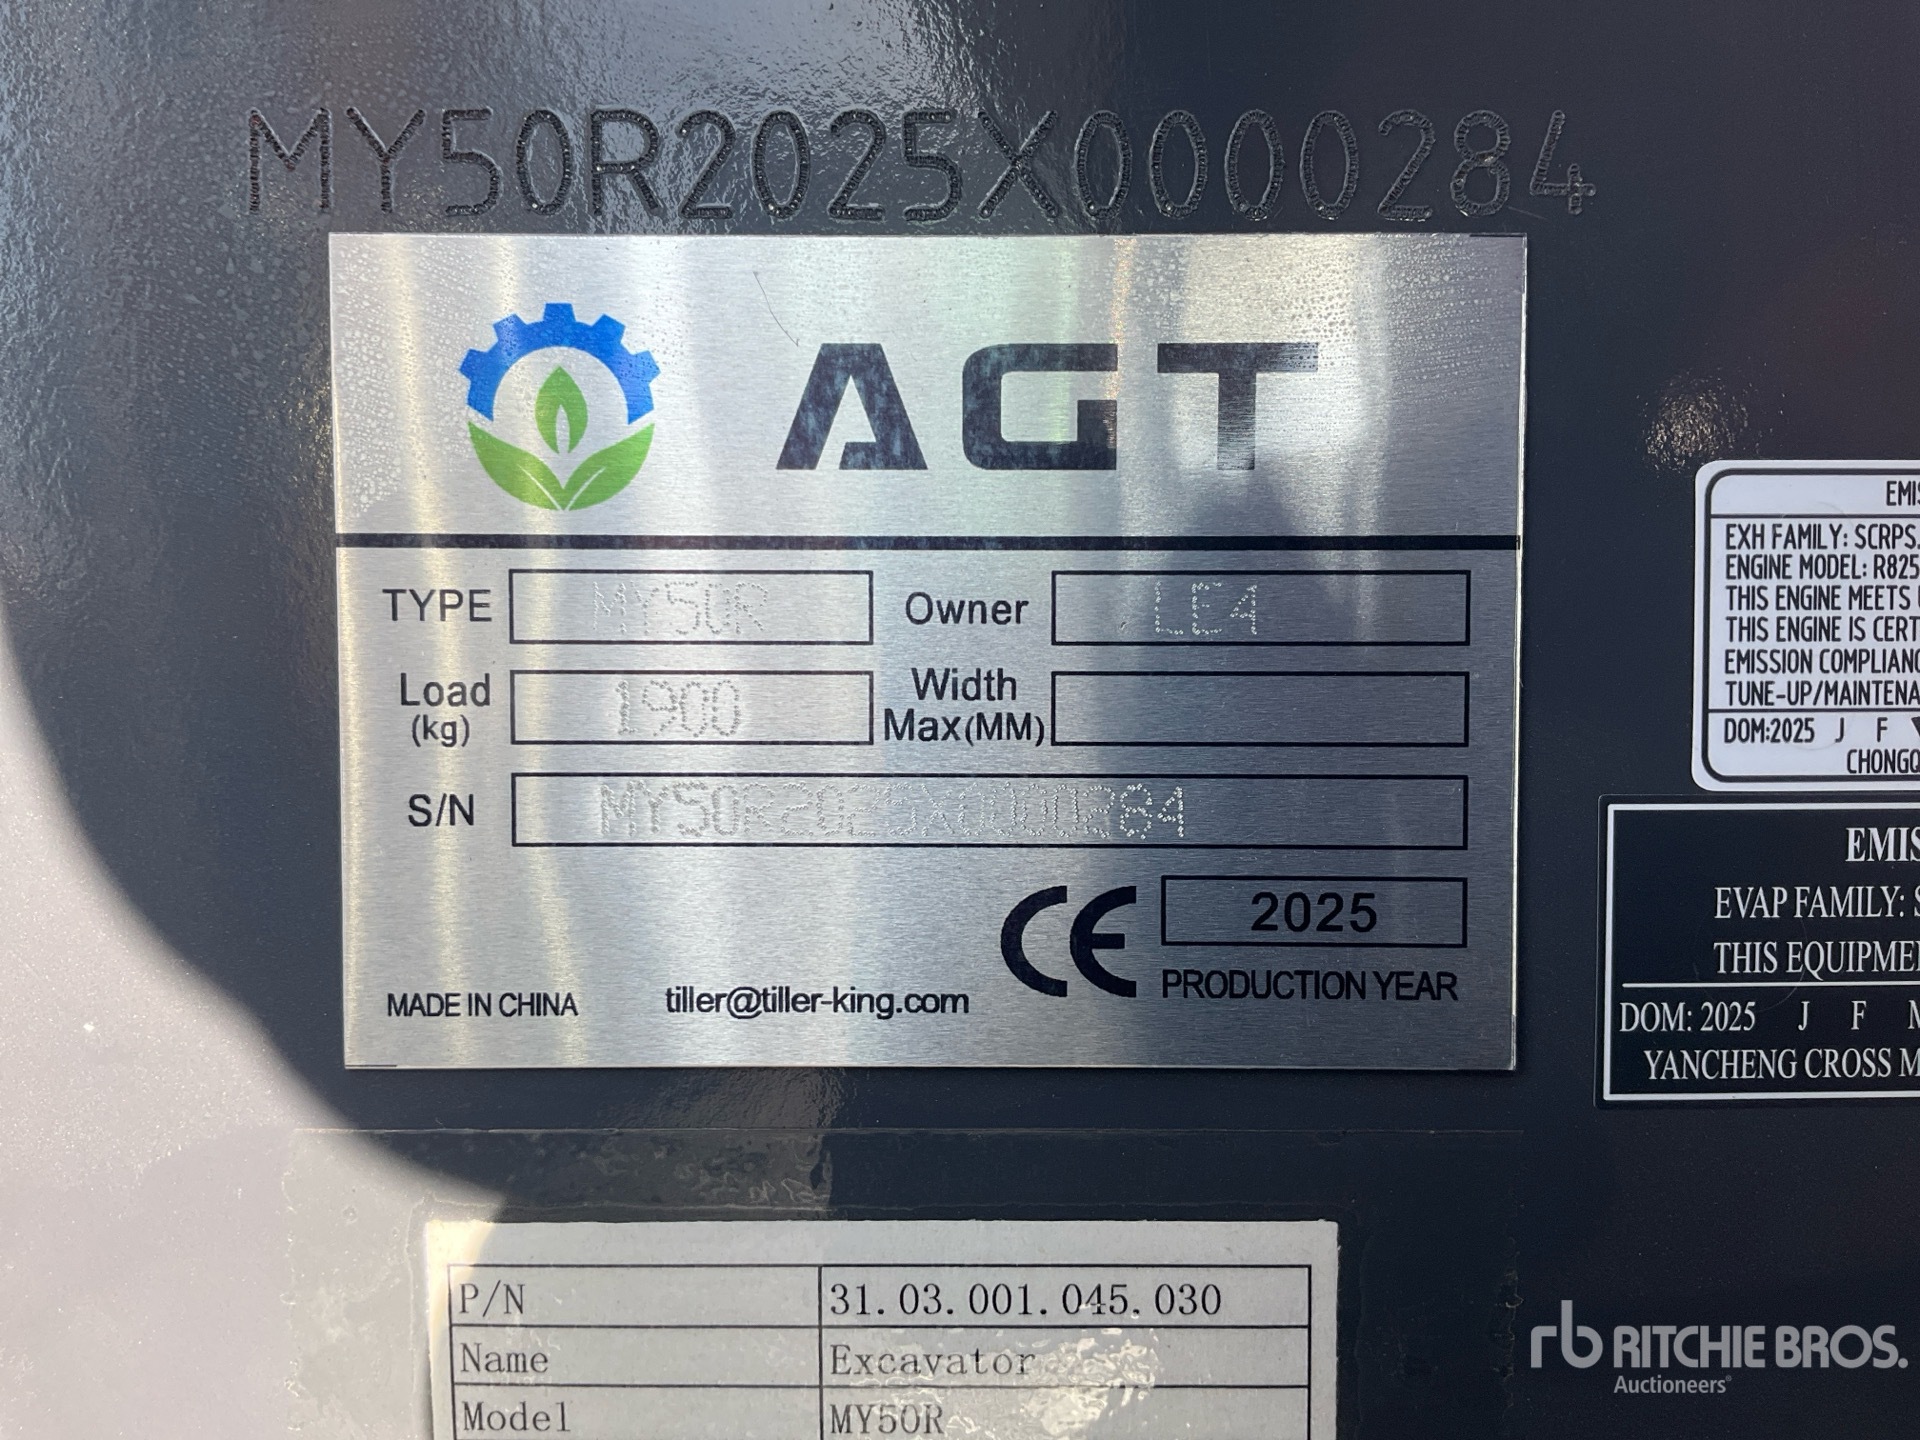 MY50R2025X0000284
AGT
TYPE MY50R Owner LE4
Load (kg) 1900 Width Max(MM)
S/N MY50R2025X0000284
CE 2025
PRODUCTION YEAR
MADE IN CHINA tiller@tiller-king.com
EXH FAMILY: SCRPS.
ENGINE MODEL: R825
THIS ENGINE MEETS
THIS ENGINE IS CERT
EMISSION COMPLIANC
TUNE-UP/MAINTENA
DOM:2025 J F
CHONGQ
EMIS
EVAP FAMILY: S
THIS EQUIPME
DOM: 2025 J F M
YANCHENG CROSS M
P/N 31.03.001.045.030
Name Excavator
Model MY50R
rb RITCHIE BROS.
Auctioneers